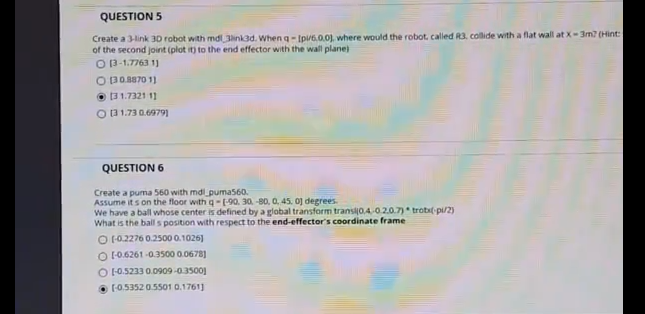 QUESTION 5
Create a 3-link 3D robot with mdl_3link3d. When q = [pi/6,0,0], where would the robot, called R3, collide with a flat wall at X = 3m? (Hint:
of the second joint (plot it) to the end effector with the wall plane)
[3 -1.7763 1]
[3 0.8870 1]
[3 1.7321 1]
[3 1.73 0.6979]
QUESTION 6
Create a puma 560 with mdl_puma560.
Assume it s on the floor with q = [-90, 30, -80, 0, 45, 0] degrees.
We have a ball whose center is defined by a global transform transl(0.4,-0.2,0.7) * trotx(-pi/2)
What is the ball s position with respect to the end-effector's coordinate frame
[-0.2276 0.2500 0.1026]
[-0.6261 -0.3500 0.0678]
[-0.5233 0.0909 -0.3500]
[-0.5352 0.5501 0.1761]